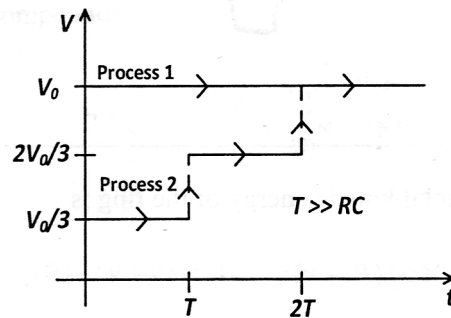 V
Process 1
V₀
2V₀/3
Process 2
V₀/3
T >> RC
T
2T
t